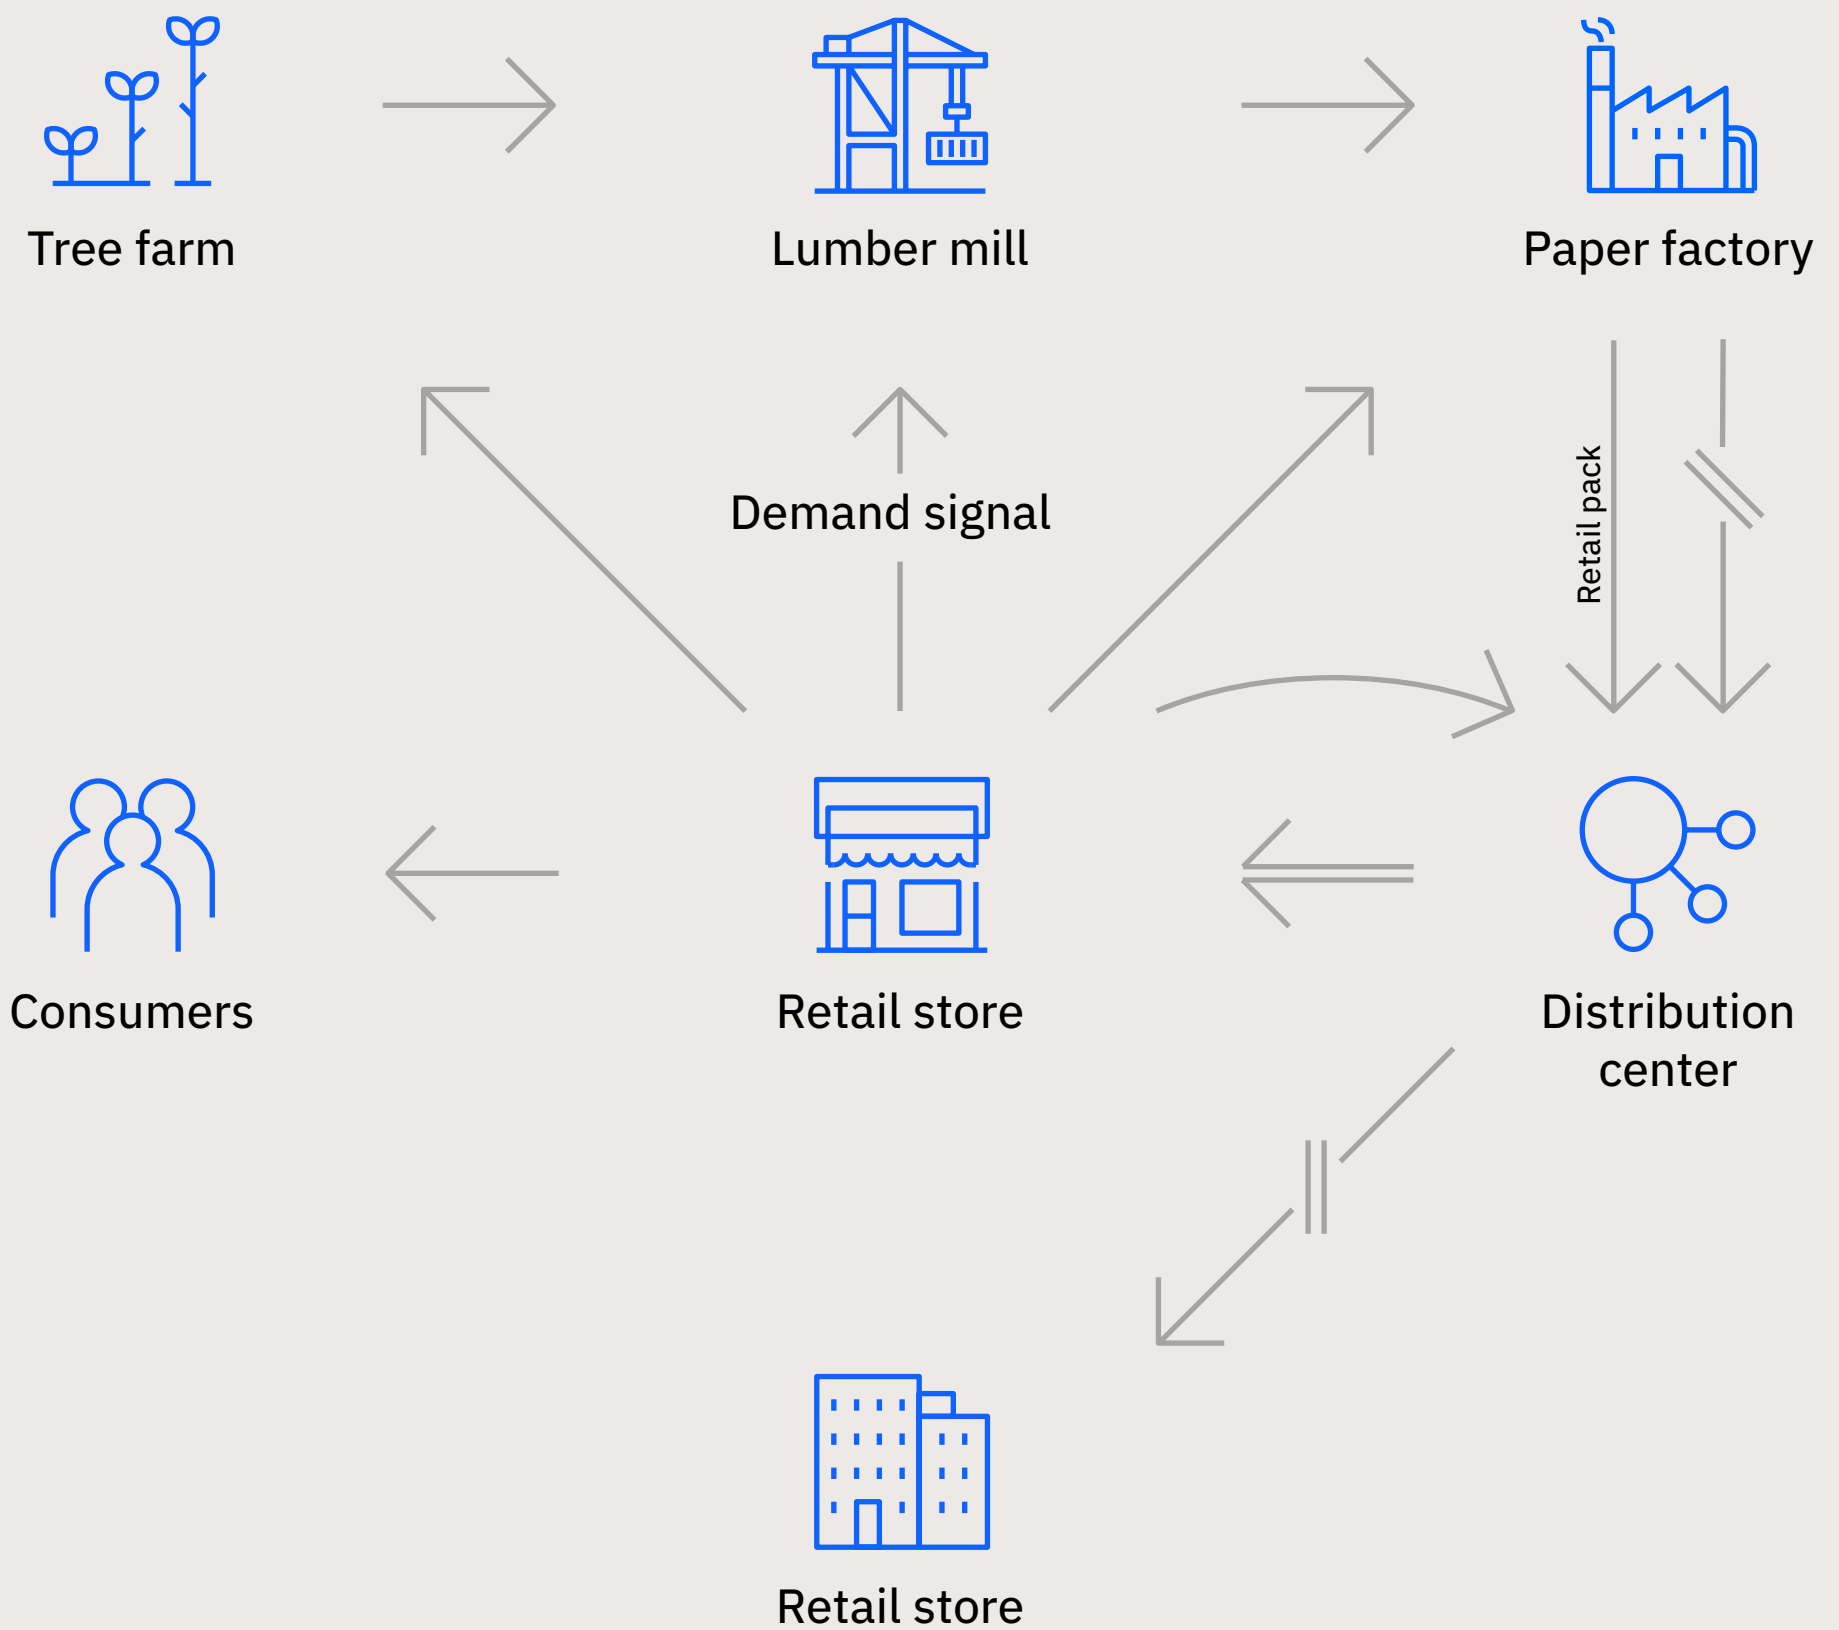 Tree farm
Lumber mill
Paper factory
Demand signal
Retail pack
Consumers
Retail store
Distribution
center
Retail store